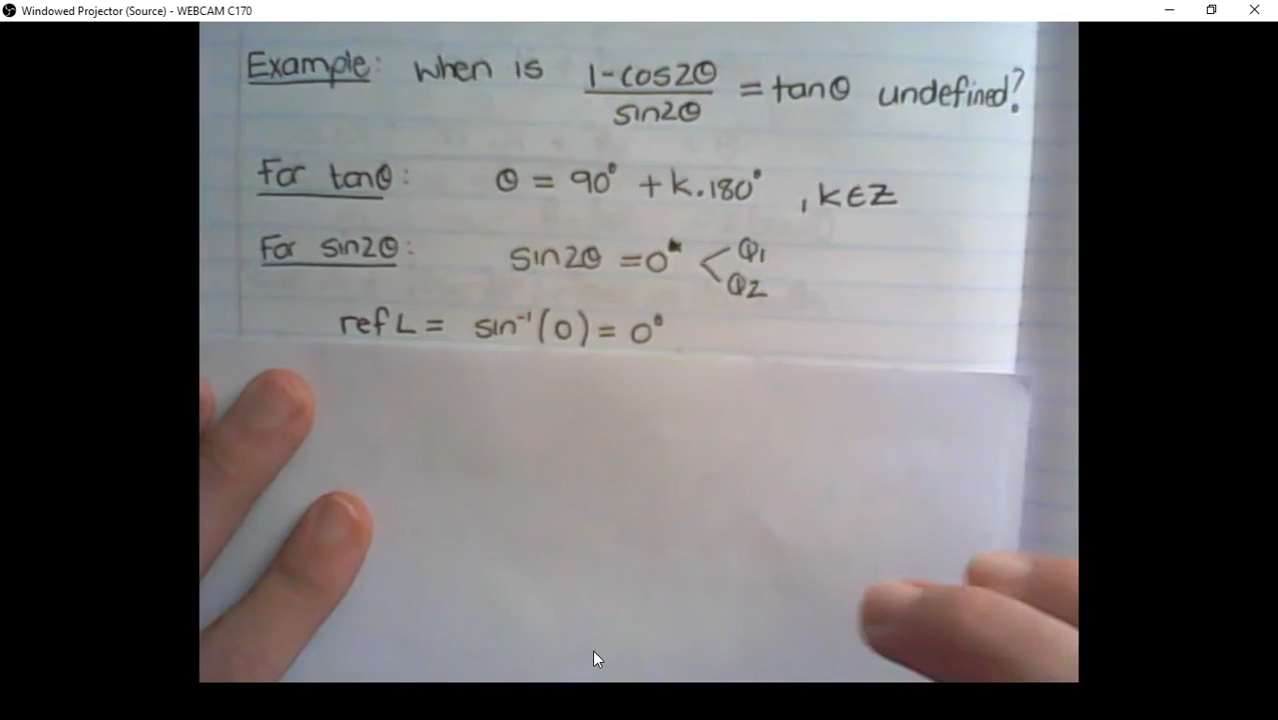 Windowed Projector (Source) - WEBCAM C170
Example: When is (1-cos2θ)/(sin2θ) = tanθ undefined?
For tanθ: θ = 90° + k.180° , k∈Z
For sin2θ: sin2θ = 0* < Q1
Q2
ref L = sin⁻¹(0) = 0°